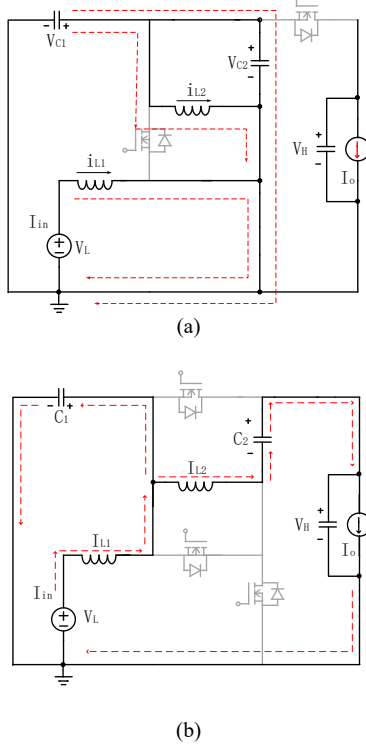 - +
V_C1
+
V_C2
-
i_L2
i_L1
+
V_H
-
I_o
I_in
V_L
(a)
- +
C_1
+
C_2
-
I_L2
I_L1
+
V_H
-
I_o
I_in
V_L
(b)